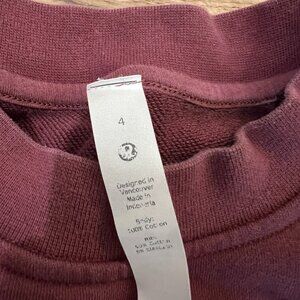 4
Designed in
Vancouver
Made in
Indonesia
Body:
100% Cotton